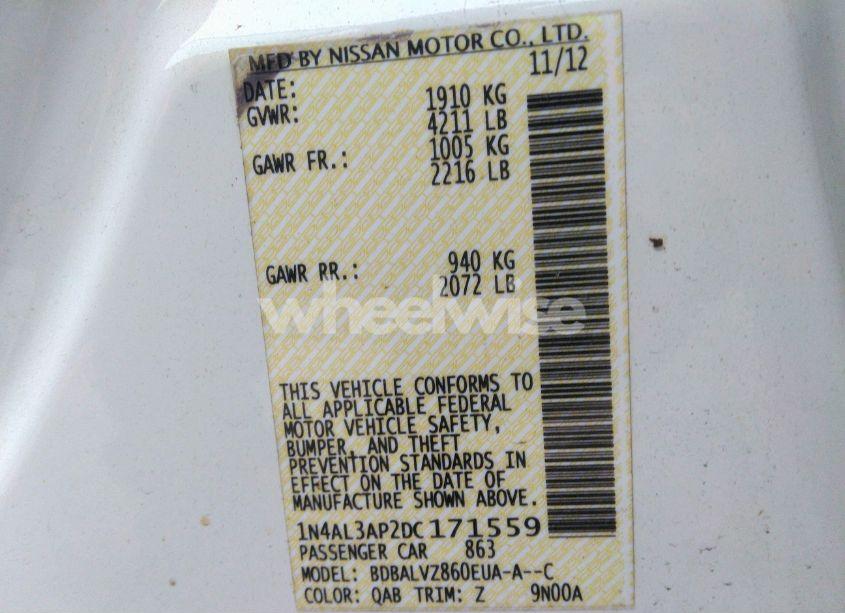 MFD BY NISSAN MOTOR CO., LTD.
DATE: 11/12
GVWR: 1910 KG
4211 LB
GAWR FR.: 1005 KG
2216 LB
GAWR RR.: 940 KG
2072 LB
wheelwise
THIS VEHICLE CONFORMS TO
ALL APPLICABLE FEDERAL
MOTOR VEHICLE SAFETY,
BUMPER, AND THEFT
PREVENTION STANDARDS IN
EFFECT ON THE DATE OF
MANUFACTURE SHOWN ABOVE.
1N4AL3AP2DC171559
PASSENGER CAR 863
MODEL: BDBALVZ860EUA-A--C
COLOR: QAB TRIM: Z 9N00A